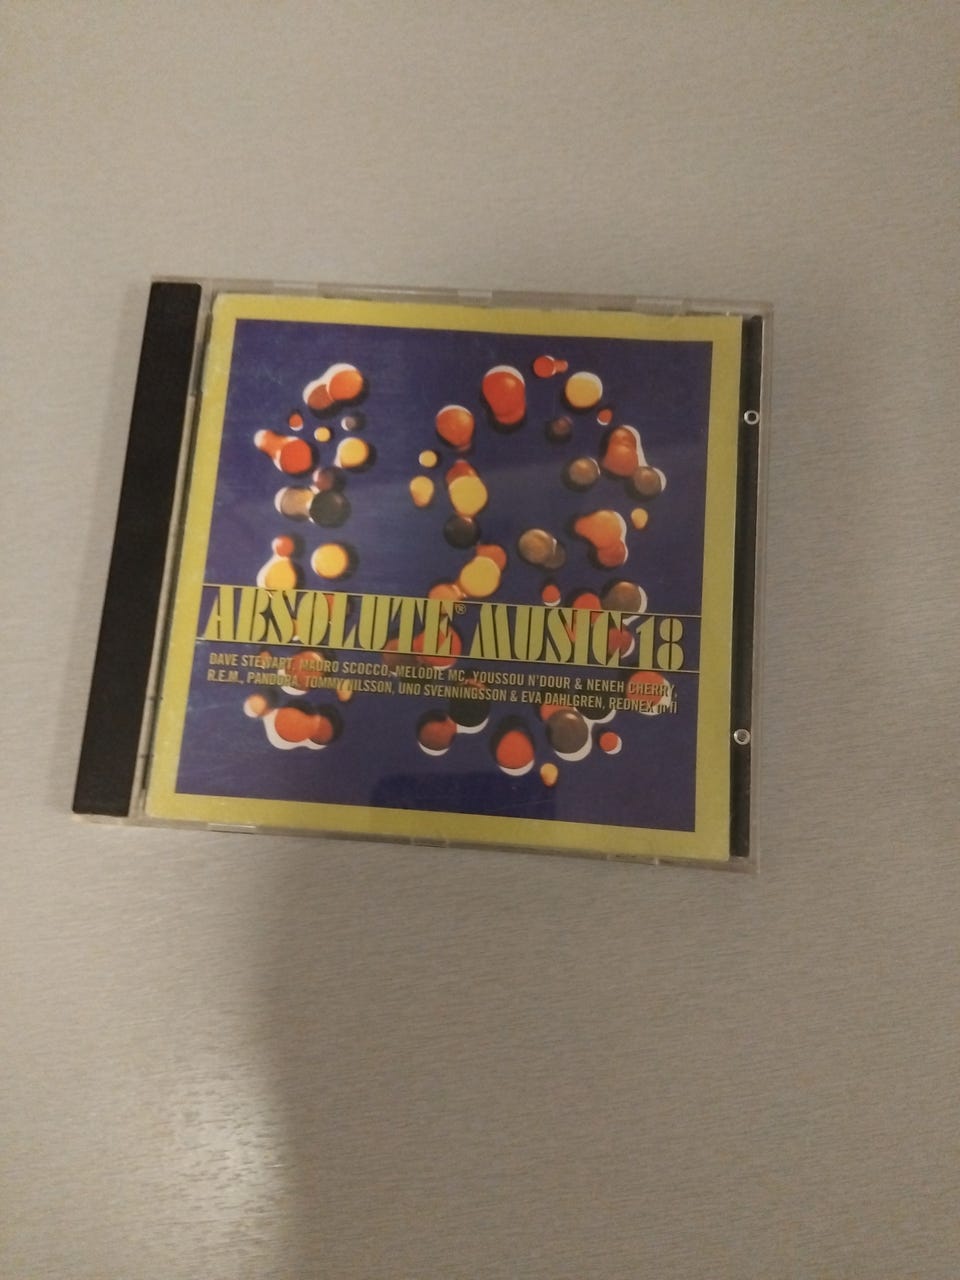 ABSOLUTE® MUSIC 18
DAVE STEWART, MAURO SCOCCO, MELODIE MC, YOUSSOU N'DOUR & NENEH CHERRY,
R.E.M., PANDORA, TOMMY NILSSON, UNO SVENNINGSSON & EVA DAHLGREN, REDNEX m fl